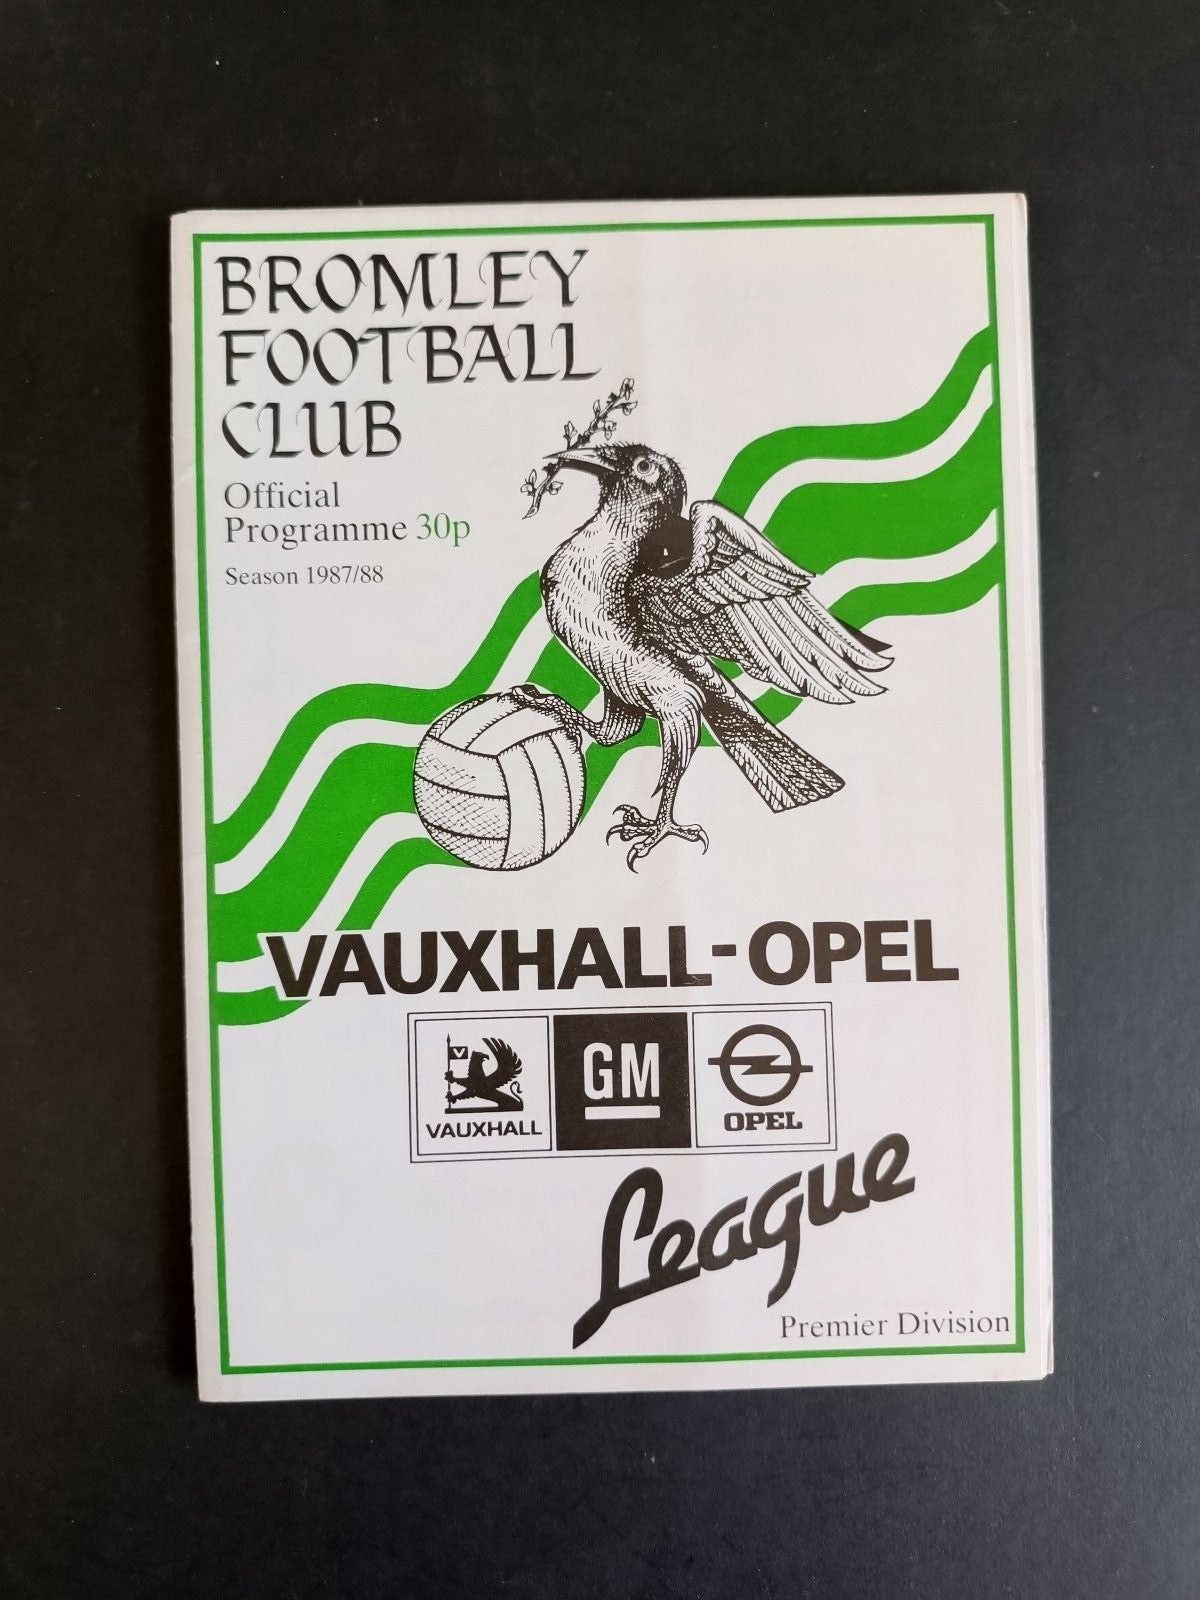 BROMLEY
FOOTBALL
CLUB
Official
Programme 30p
Season 1987/88
VAUXHALL-OPEL
V
VAUXHALL
GM
OPEL
League
Premier Division